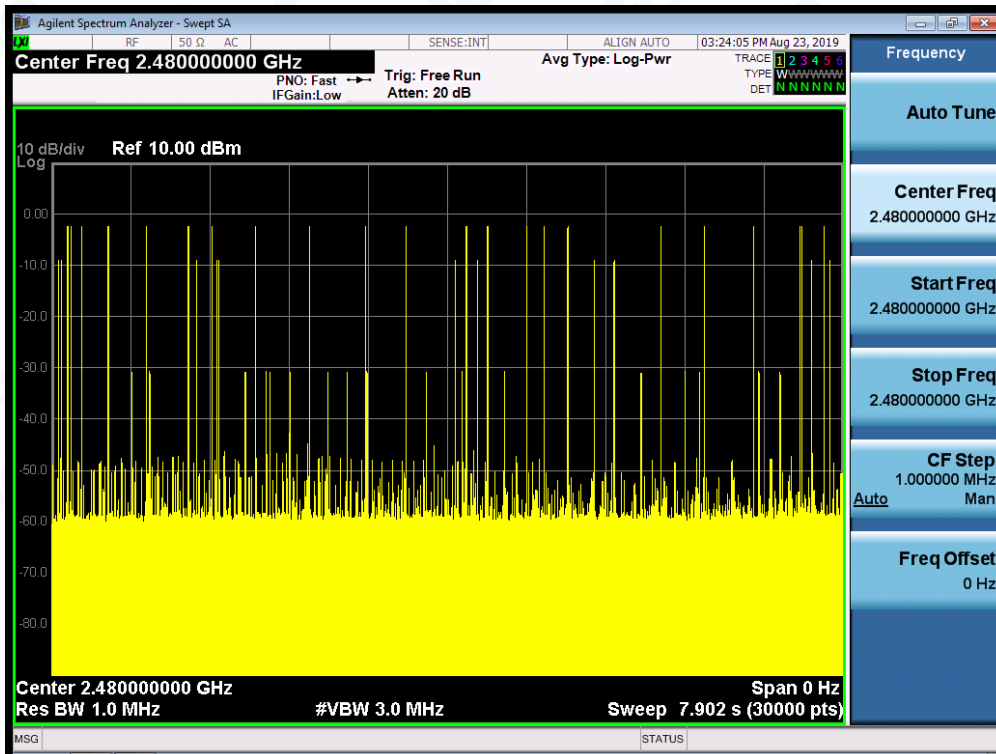 Agilent Spectrum Analyzer - Swept SA
LXI RF 50 Ω AC SENSE:INT ALIGN AUTO 03:24:05 PM Aug 23, 2019
Center Freq 2.480000000 GHz
PNO: Fast
IFGain:Low
Trig: Free Run
Atten: 20 dB
Avg Type: Log-Pwr
TRACE 1 2 3 4 5 6
TYPE WWWWWW
DET N N N N N N
10 dB/div Ref 10.00 dBm
Log
0.00
-10.0
-20.0
-30.0
-40.0
-50.0
-60.0
-70.0
-80.0
Center 2.480000000 GHz Span 0 Hz
Res BW 1.0 MHz #VBW 3.0 MHz Sweep 7.902 s (30000 pts)
MSG STATUS
Frequency
Auto Tune
Center Freq
2.480000000 GHz
Start Freq
2.480000000 GHz
Stop Freq
2.480000000 GHz
CF Step
1.000000 MHz
Auto Man
Freq Offset
0 Hz